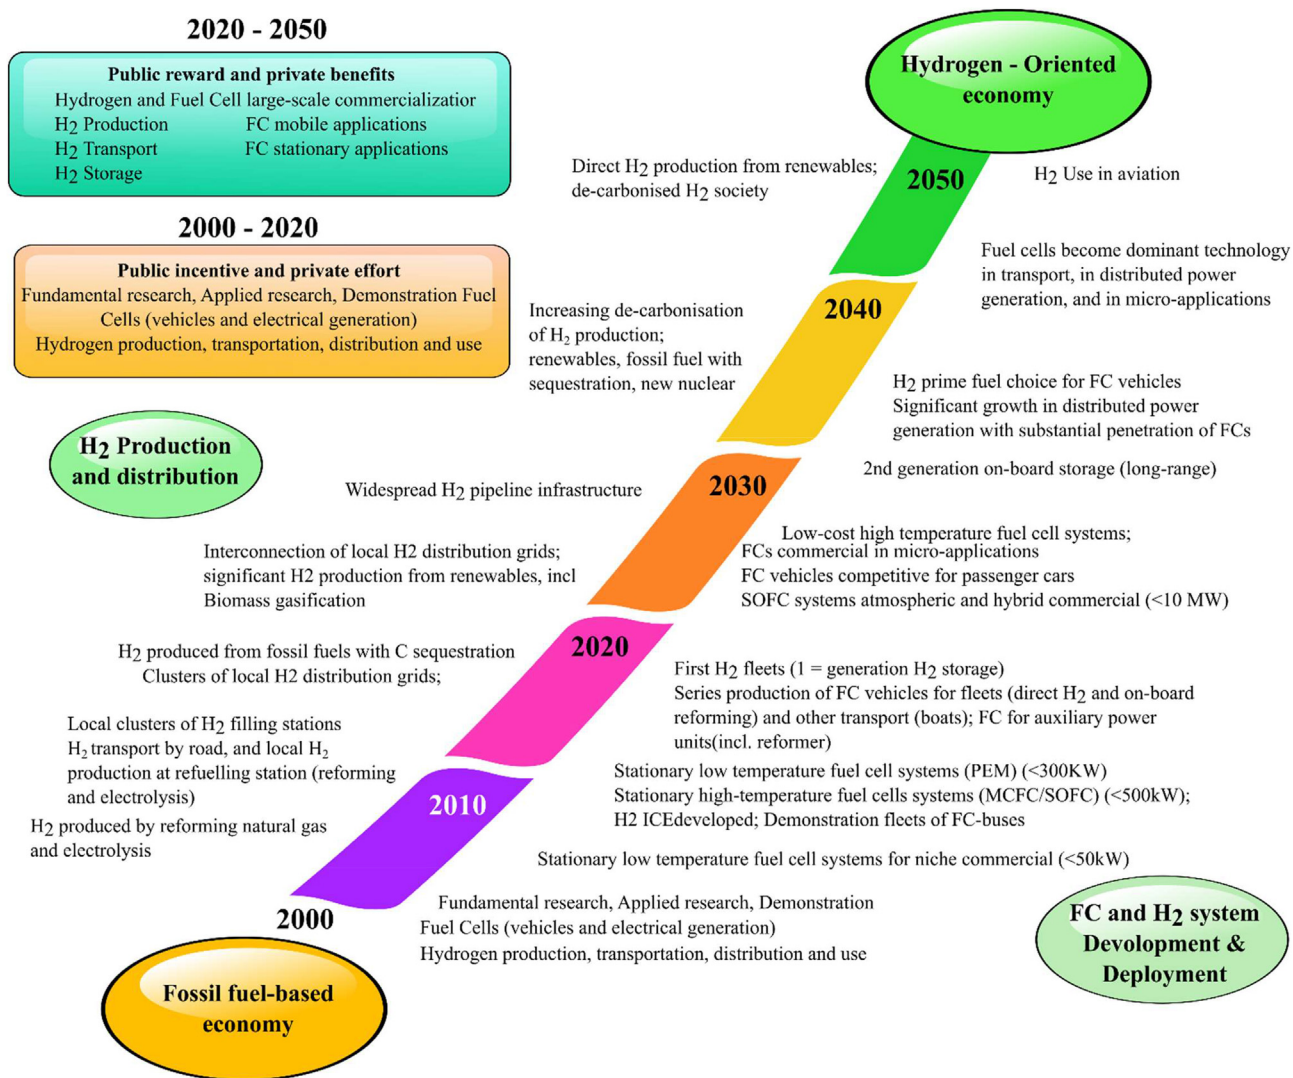 2020 - 2050
Public reward and private benefits
Hydrogen and Fuel Cell large-scale commercializatior
H2 Production FC mobile applications
H2 Transport FC stationary applications
H2 Storage
2000 - 2020
Public incentive and private effort
Fundamental research, Applied research, Demonstration Fuel
Cells (vehicles and electrical generation)
Hydrogen production, transportation, distribution and use
H2 Production
and distribution
Hydrogen - Oriented
economy
2050
Direct H2 production from renewables;
de-carbonised H2 society
H2 Use in aviation
Fuel cells become dominant technology
in transport, in distributed power
generation, and in micro-applications
2040
Increasing de-carbonisation
of H2 production;
renewables, fossil fuel with
sequestration, new nuclear
H2 prime fuel choice for FC vehicles
Significant growth in distributed power
generation with substantial penetration of FCs
2nd generation on-board storage (long-range)
2030
Widespread H2 pipeline infrastructure
Low-cost high temperature fuel cell systems;
FCs commercial in micro-applications
FC vehicles competitive for passenger cars
SOFC systems atmospheric and hybrid commercial (<10 MW)
Interconnection of local H2 distribution grids;
significant H2 production from renewables, incl
Biomass gasification
2020
H2 produced from fossil fuels with C sequestration
Clusters of local H2 distribution grids;
First H2 fleets (1 = generation H2 storage)
Series production of FC vehicles for fleets (direct H2 and on-board
reforming) and other transport (boats); FC for auxiliary power
units(incl. reformer)
Local clusters of H2 filling stations
H2 transport by road, and local H2
production at refuelling station (reforming
and electrolysis)
Stationary low temperature fuel cell systems (PEM) (<300KW)
Stationary high-temperature fuel cells systems (MCFC/SOFC) (<500kW);
H2 ICEdeveloped; Demonstration fleets of FC-buses
2010
H2 produced by reforming natural gas
and electrolysis
Stationary low temperature fuel cell systems for niche commercial (<50kW)
2000
Fundamental research, Applied research, Demonstration
Fuel Cells (vehicles and electrical generation)
Hydrogen production, transportation, distribution and use
FC and H2 system
Devolopment &
Deployment
Fossil fuel-based
economy